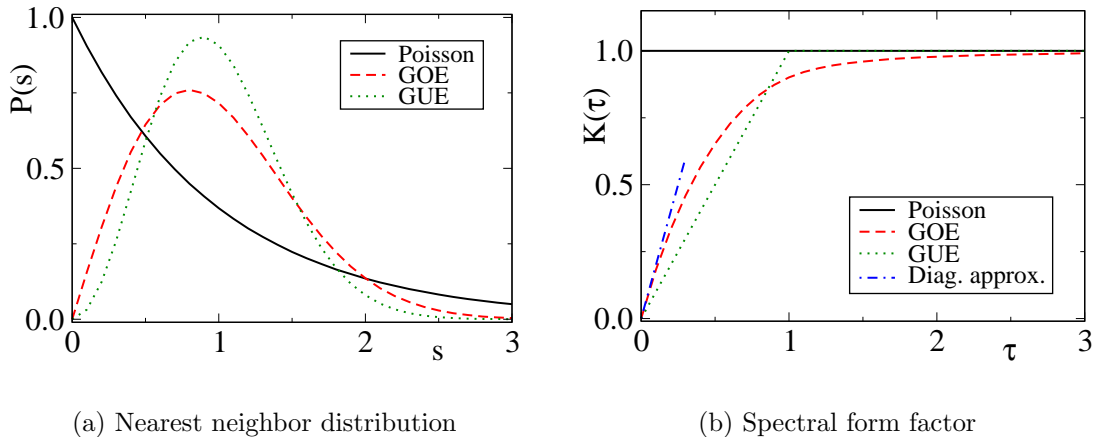 P(s)
1.0
0.5
0.0
0
1
2
3
s
Poisson
GOE
GUE
K(τ)
1.0
0.5
0.0
0
1
2
3
τ
Poisson
GOE
GUE
Diag. approx.
(a) Nearest neighbor distribution
(b) Spectral form factor